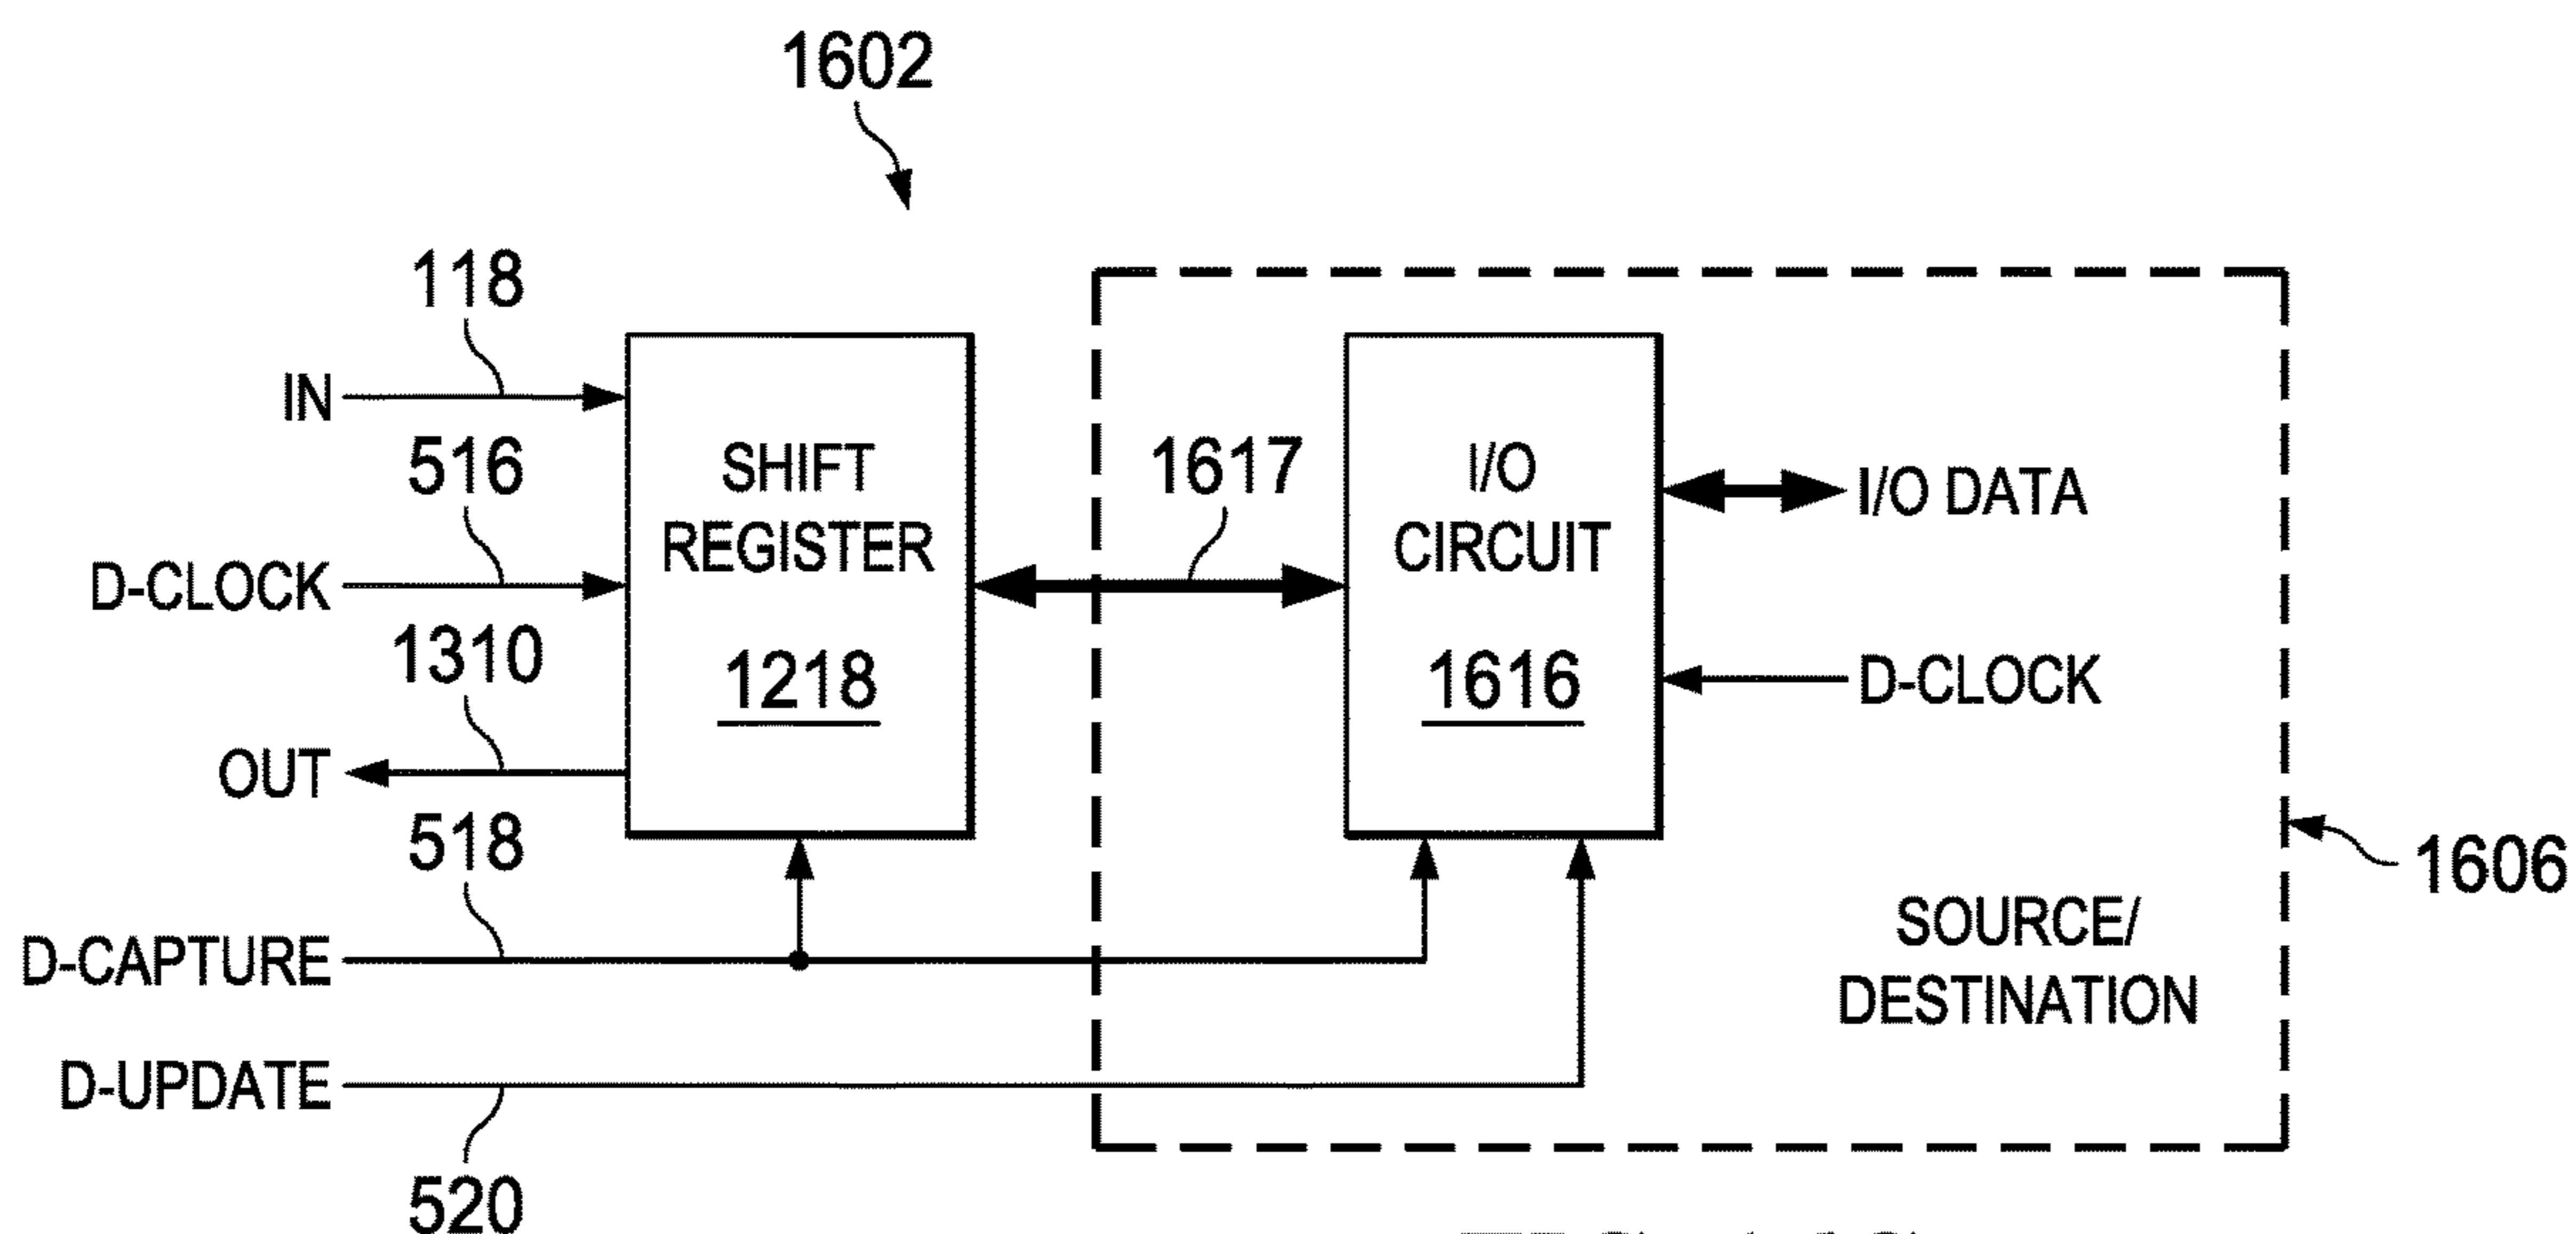 1602
118
IN
516
D-CLOCK
1310
OUT
518
D-CAPTURE
D-UPDATE
520
SHIFT
REGISTER
1218
1617
I/O
CIRCUIT
1616
I/O DATA
D-CLOCK
SOURCE/
DESTINATION
1606